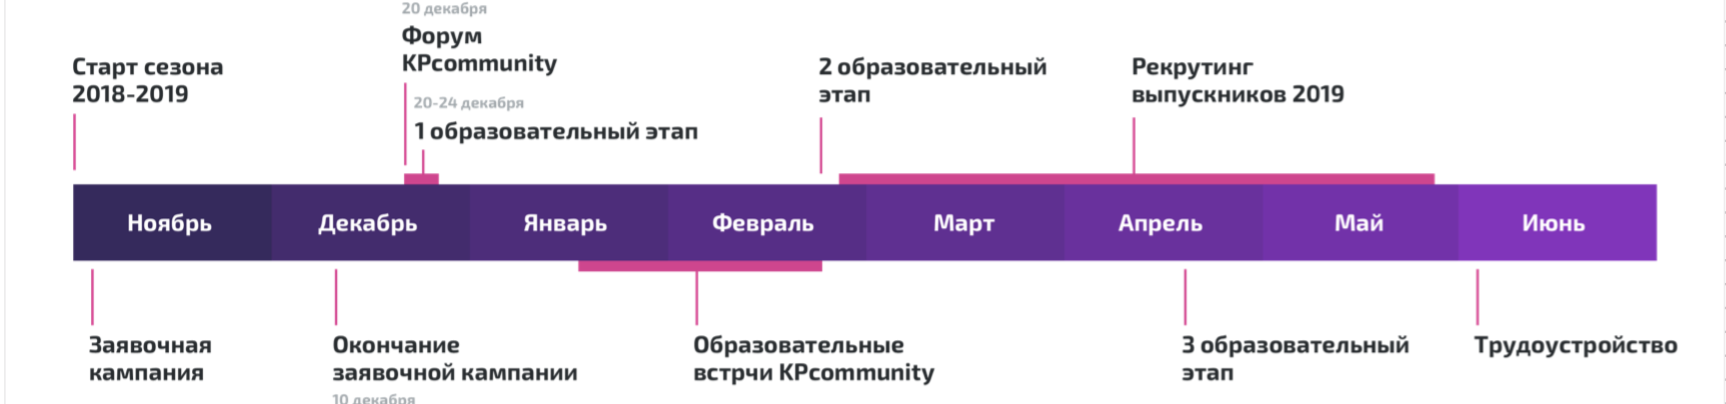 20 декабря
Форум
KPcommunity
Старт сезона
2018-2019
20-24 декабря
1 образовательный этап
2 образовательный
этап
Рекрутинг
выпускников 2019
Ноябрь
Декабрь
Январь
Февраль
Март
Апрель
Май
Июнь
Заявочная
кампания
Окончание
заявочной кампании
10 декабря
Образовательные
встрчи KPcommunity
3 образовательный
этап
Трудоустройство